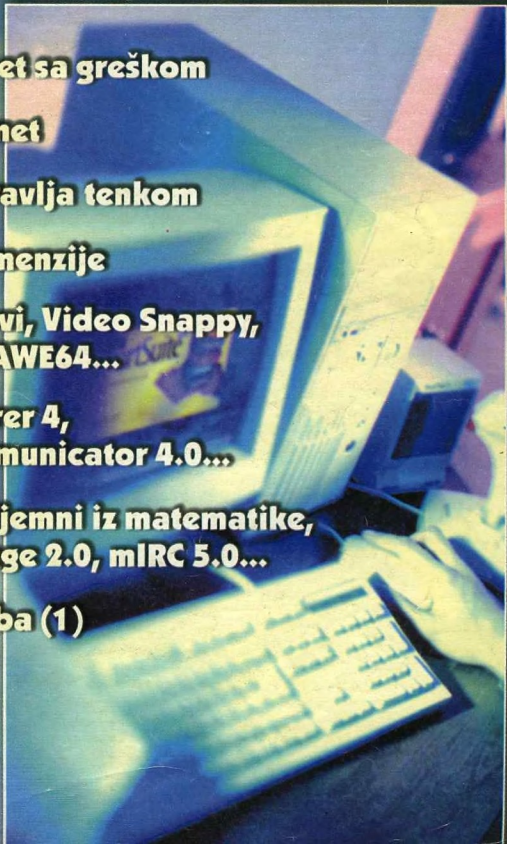 et sa greškom
net
avlja tenkom
menzije
vi, Video Snappy,
AWE64...
rer 4,
municator 4.0...
jemni iz matematike,
ge 2.0, mIRC 5.0...
ba (1)